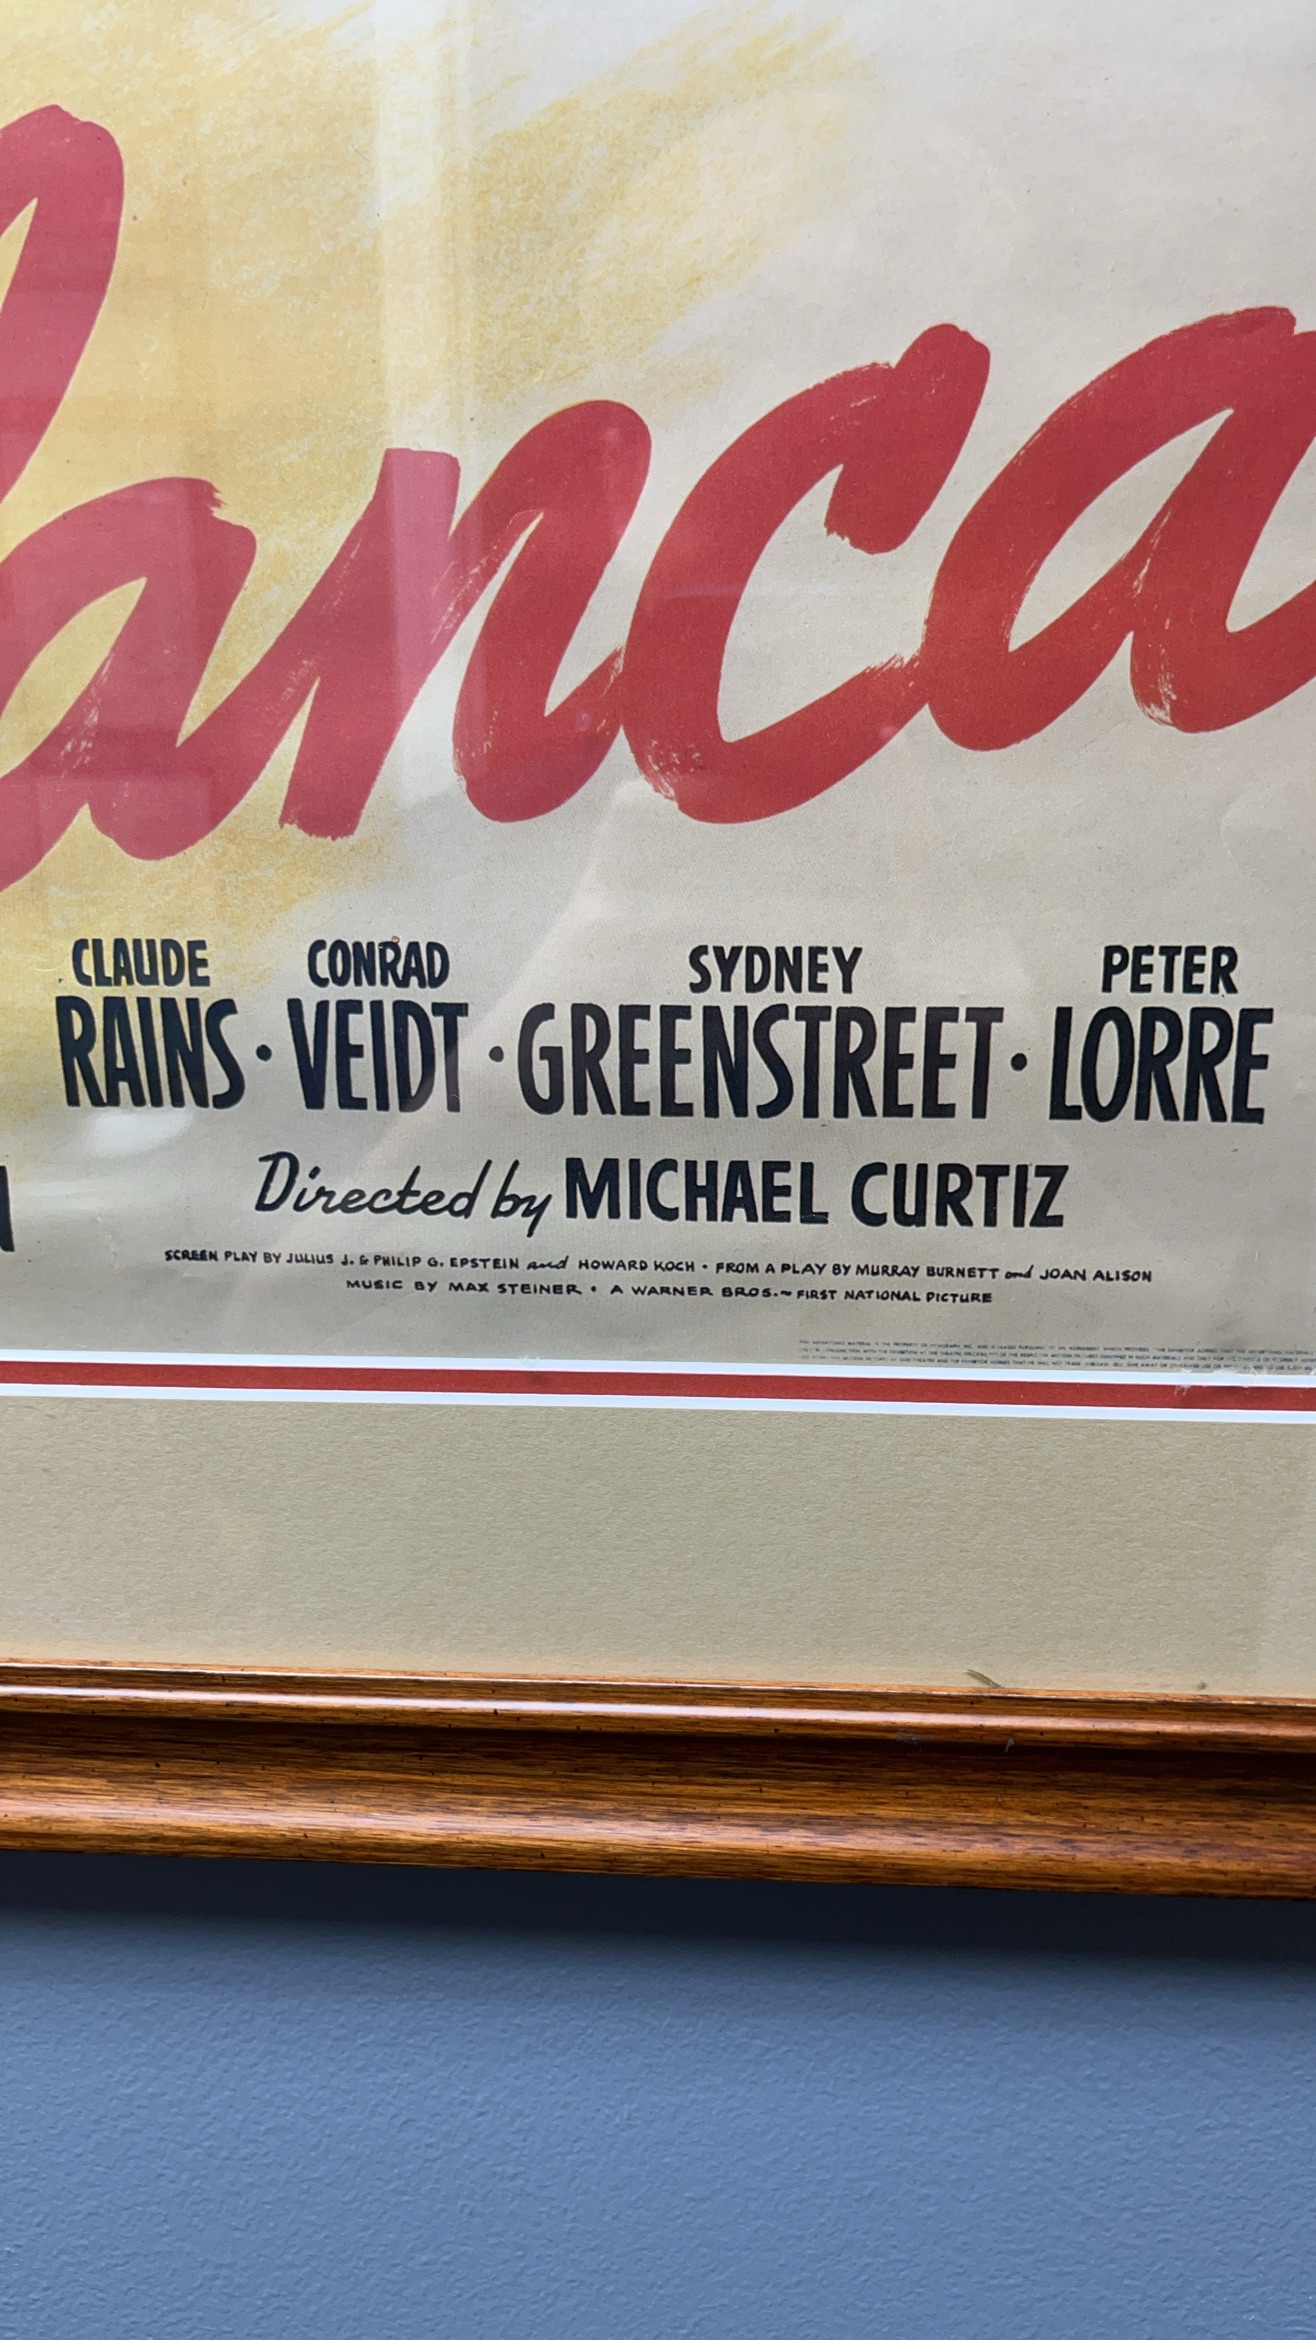 lanca
CLAUDE CONRAD SYDNEY PETER
RAINS · VEIDT · GREENSTREET · LORRE
Directed by MICHAEL CURTIZ
SCREEN PLAY BY JULIUS J. & PHILIP G. EPSTEIN and HOWARD KOCH · FROM A PLAY BY MURRAY BURNETT and JOAN ALISON
MUSIC BY MAX STEINER · A WARNER BROS.~FIRST NATIONAL PICTURE